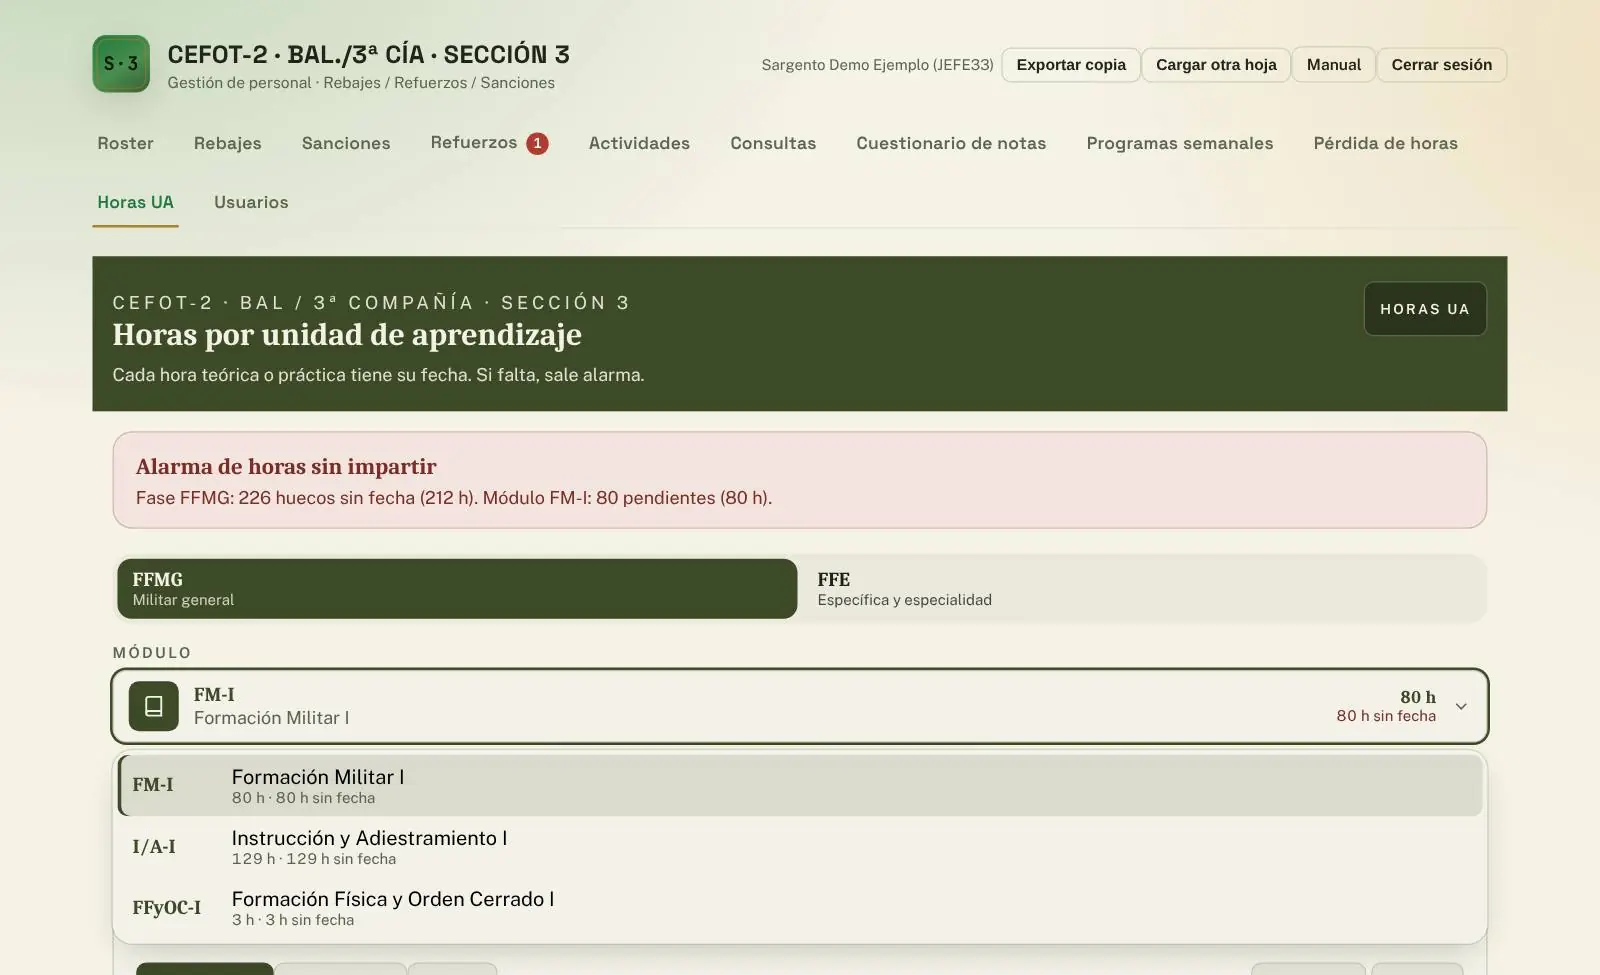 S·3
CEFOT-2 · BAL./3ª CÍA · SECCIÓN 3
Gestión de personal · Rebajes / Refuerzos / Sanciones
Sargento Demo Ejemplo (JEFE33)
Exportar copia
Cargar otra hoja
Manual
Cerrar sesión
Roster
Rebajes
Sanciones
Refuerzos 1
Actividades
Consultas
Cuestionario de notas
Programas semanales
Pérdida de horas
Horas UA
Usuarios
CEFOT-2 · BAL / 3ª COMPAÑÍA · SECCIÓN 3
Horas por unidad de aprendizaje
Cada hora teórica o práctica tiene su fecha. Si falta, sale alarma.
HORAS UA
Alarma de horas sin impartir
Fase FFMG: 226 huecos sin fecha (212 h). Módulo FM-I: 80 pendientes (80 h).
FFMG
Militar general
FFE
Específica y especialidad
MÓDULO
FM-I
Formación Militar I
80 h
80 h sin fecha
FM-I
Formación Militar I
80 h · 80 h sin fecha
I/A-I
Instrucción y Adiestramiento I
129 h · 129 h sin fecha
FFyOC-I
Formación Física y Orden Cerrado I
3 h · 3 h sin fecha